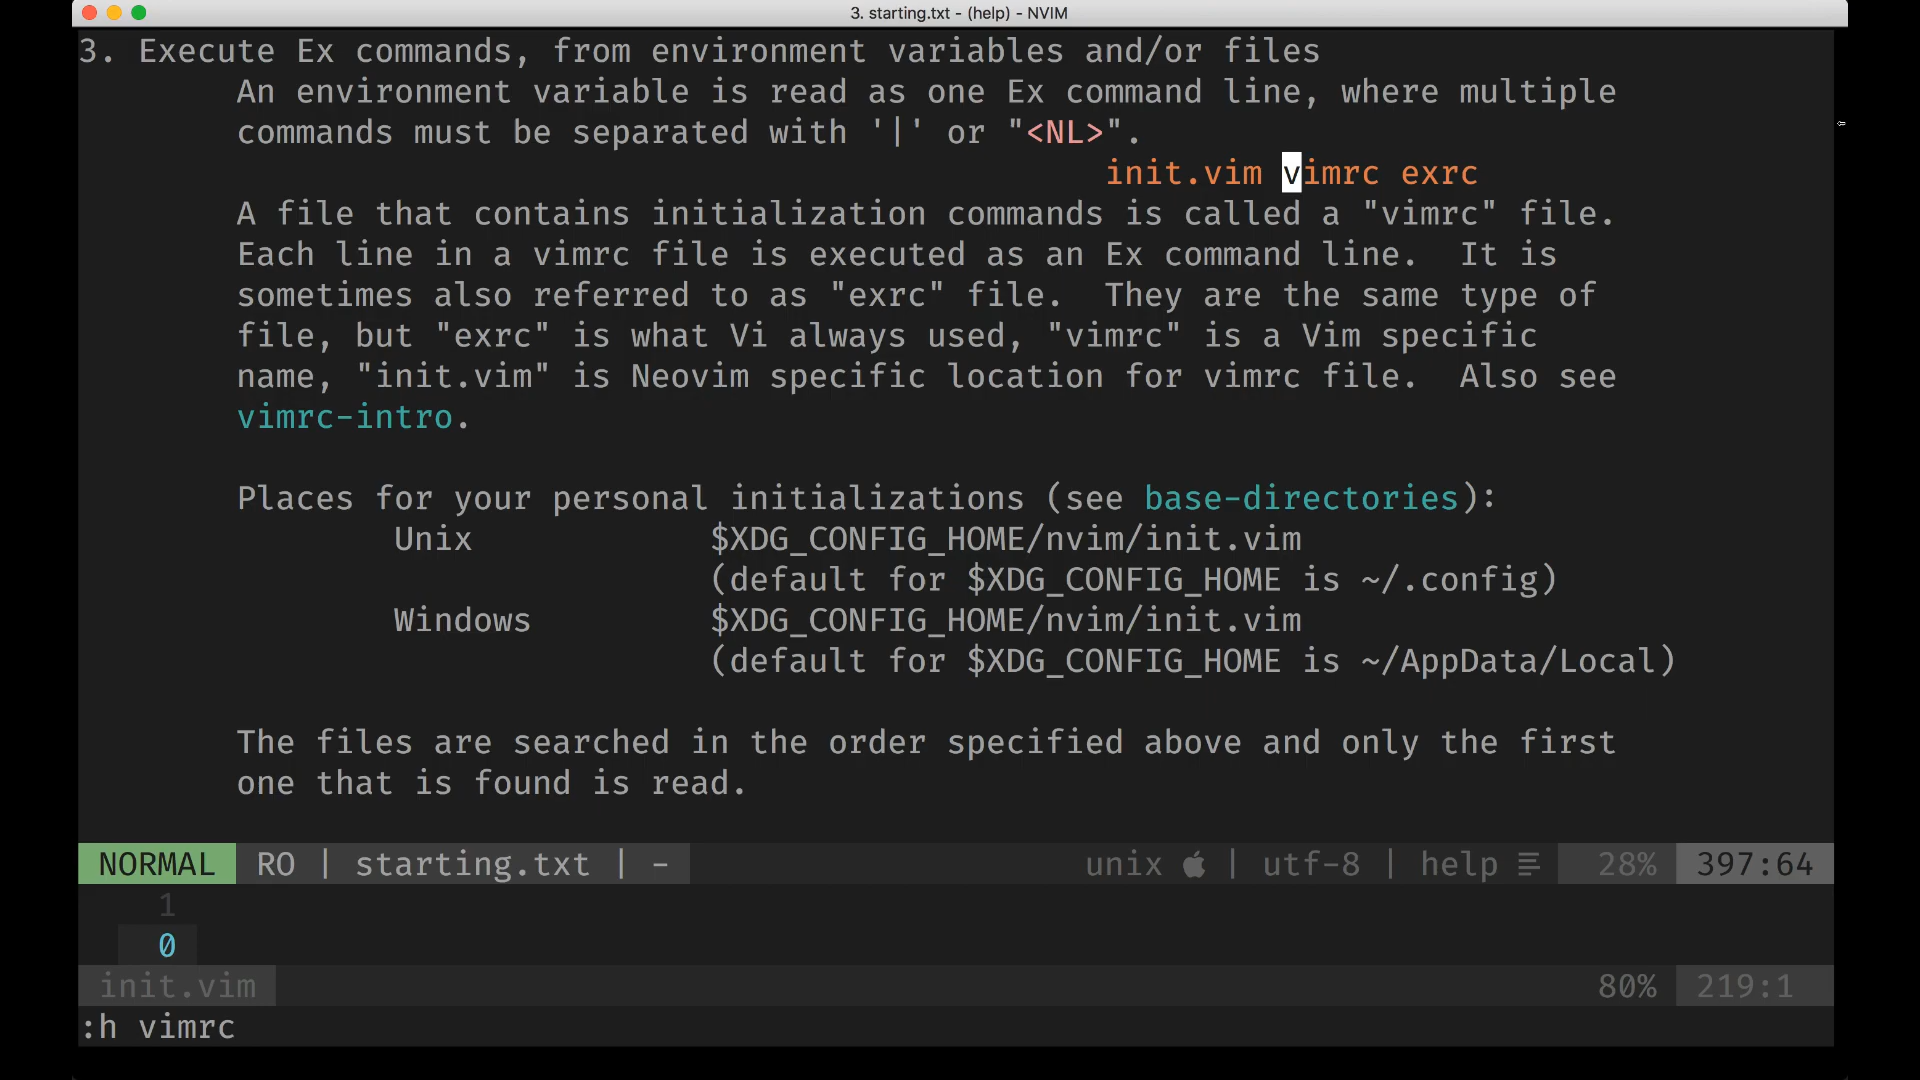 3. starting.txt - (help) - NVIM
3. Execute Ex commands, from environment variables and/or files
An environment variable is read as one Ex command line, where multiple
commands must be separated with '|' or "<NL>".
init.vim vimrc exrc
A file that contains initialization commands is called a "vimrc" file.
Each line in a vimrc file is executed as an Ex command line.  It is
sometimes also referred to as "exrc" file.  They are the same type of
file, but "exrc" is what Vi always used, "vimrc" is a Vim specific
name, "init.vim" is Neovim specific location for vimrc file.  Also see
vimrc-intro.
Places for your personal initializations (see base-directories):
Unix $XDG_CONFIG_HOME/nvim/init.vim
(default for $XDG_CONFIG_HOME is ~/.config)
Windows $XDG_CONFIG_HOME/nvim/init.vim
(default for $XDG_CONFIG_HOME is ~/AppData/Local)
The files are searched in the order specified above and only the first
one that is found is read.
NORMAL RO | starting.txt | - unix | utf-8 | help 28% 397:64
1
0
init.vim 80% 219:1
:h vimrc